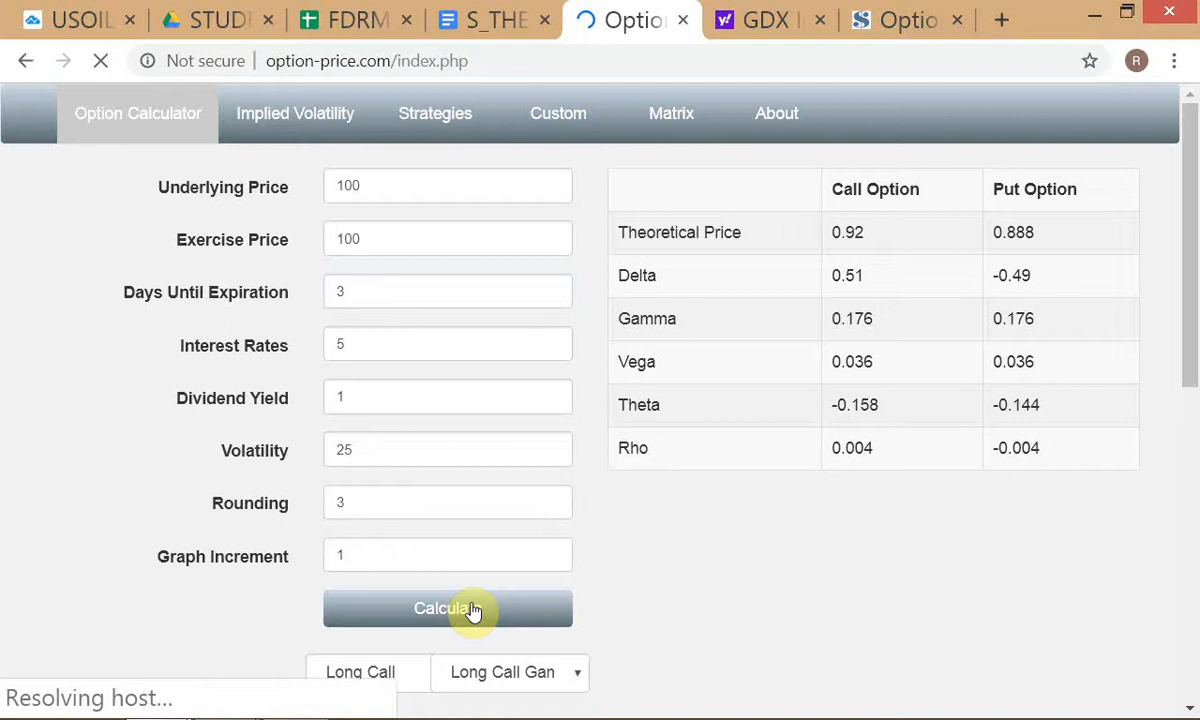 USOIL
STUD
FDRM
S_THE
Optio
GDX
Optio
Not secure | option-price.com/index.php
R
Option Calculator Implied Volatility Strategies Custom Matrix About
Underlying Price 100
Exercise Price 100
Days Until Expiration 3
Interest Rates 5
Dividend Yield 1
Volatility 25
Rounding 3
Graph Increment 1
Call Option Put Option
Theoretical Price 0.92 0.888
Delta 0.51 -0.49
Gamma 0.176 0.176
Vega 0.036 0.036
Theta -0.158 -0.144
Rho 0.004 -0.004
Calculate
Long Call Long Call Gan
Resolving host...